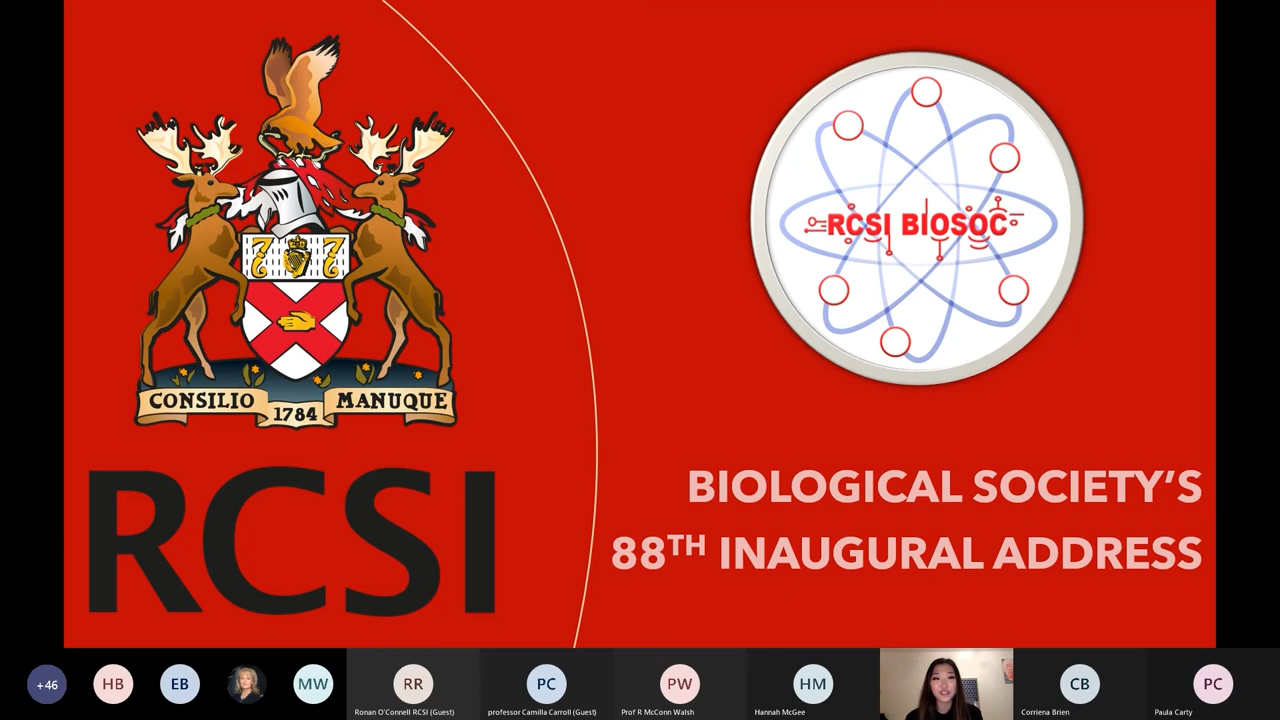 RCSI BIOSOC
CONSILIO 1784 MANUQUE
RCSI
BIOLOGICAL SOCIETY'S
88TH INAUGURAL ADDRESS
+46
HB
EB
MW
RR
Ronan O'Connell RCSI (Guest)
PC
professor Camilla Carroll (Guest)
PW
Prof R McConn Walsh
HM
Hannah McGee
CB
Corriena Brien
PC
Paula Carty